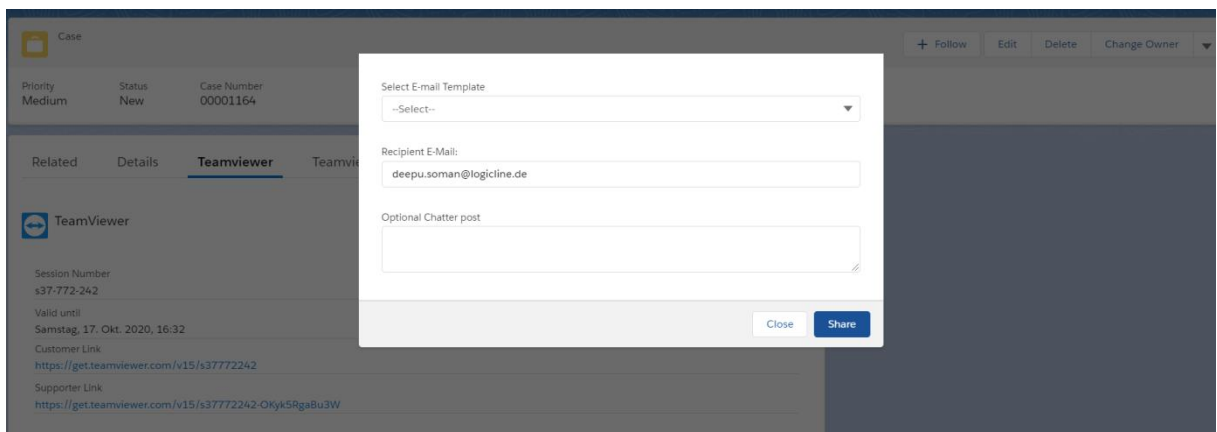 Case
+ Follow Edit Delete Change Owner
Priority Status Case Number
Medium New 00001164
Select E-mail Template
--Select--
Recipient E-Mail:
deepu.soman@logicline.de
Optional Chatter post
Close Share
Related Details Teamviewer Teamvie
TeamViewer
Session Number
s37-772-242
Valid until
Samstag, 17. Okt. 2020, 16:32
Customer Link
https://get.teamviewer.com/v15/s37772242
Supporter Link
https://get.teamviewer.com/v15/s37772242-OKyk5RgaBu3W